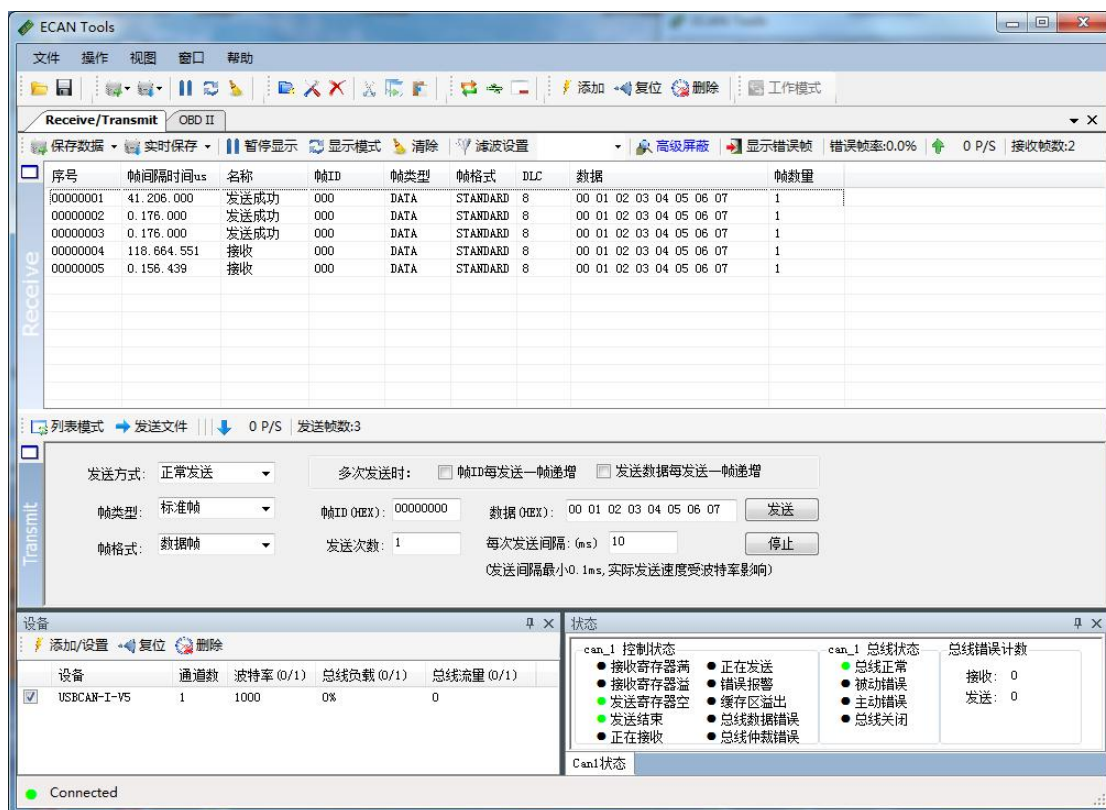 ECAN Tools
文件 操作 视图 窗口 帮助
添加 复位 删除 工作模式
Receive/Transmit OBD II
保存数据 实时保存 暂停显示 显示模式 清除 滤波设置 高级屏蔽 显示错误帧 错误帧率:0.0% 0 P/S 接收帧数:2
序号 帧间隔时间us 名称 帧ID 帧类型 帧格式 DLC 数据 帧数量
00000001 41.206.000 发送成功 000 DATA STANDARD 8 00 01 02 03 04 05 06 07 1
00000002 0.176.000 发送成功 000 DATA STANDARD 8 00 01 02 03 04 05 06 07 1
00000003 0.176.000 发送成功 000 DATA STANDARD 8 00 01 02 03 04 05 06 07 1
00000004 118.664.551 接收 000 DATA STANDARD 8 00 01 02 03 04 05 06 07 1
00000005 0.156.439 接收 000 DATA STANDARD 8 00 01 02 03 04 05 06 07 1
Receive
列表模式 发送文件 0 P/S 发送帧数:3
发送方式: 正常发送 多次发送时: 帧ID每发送一帧递增 发送数据每发送一帧递增
帧类型: 标准帧 帧ID(HEX): 00000000 数据(HEX): 00 01 02 03 04 05 06 07 发送
帧格式: 数据帧 发送次数: 1 每次发送间隔:(ms) 10 停止
(发送间隔最小0.1ms,实际发送速度受波特率影响)
Transmit
设备
添加/设置 复位 删除
设备 通道数 波特率(0/1) 总线负载(0/1) 总线流量(0/1)
USBCAN-I-V5 1 1000 0% 0
状态
can_1 控制状态 can_1 总线状态 总线错误计数
接收寄存器满 正在发送 总线正常 接收: 0
接收寄存器溢 错误报警 被动错误
发送寄存器空 缓存区溢出 主动错误 发送: 0
发送结束 总线数据错误 总线关闭
正在接收 总线仲裁错误
Can1状态
Connected